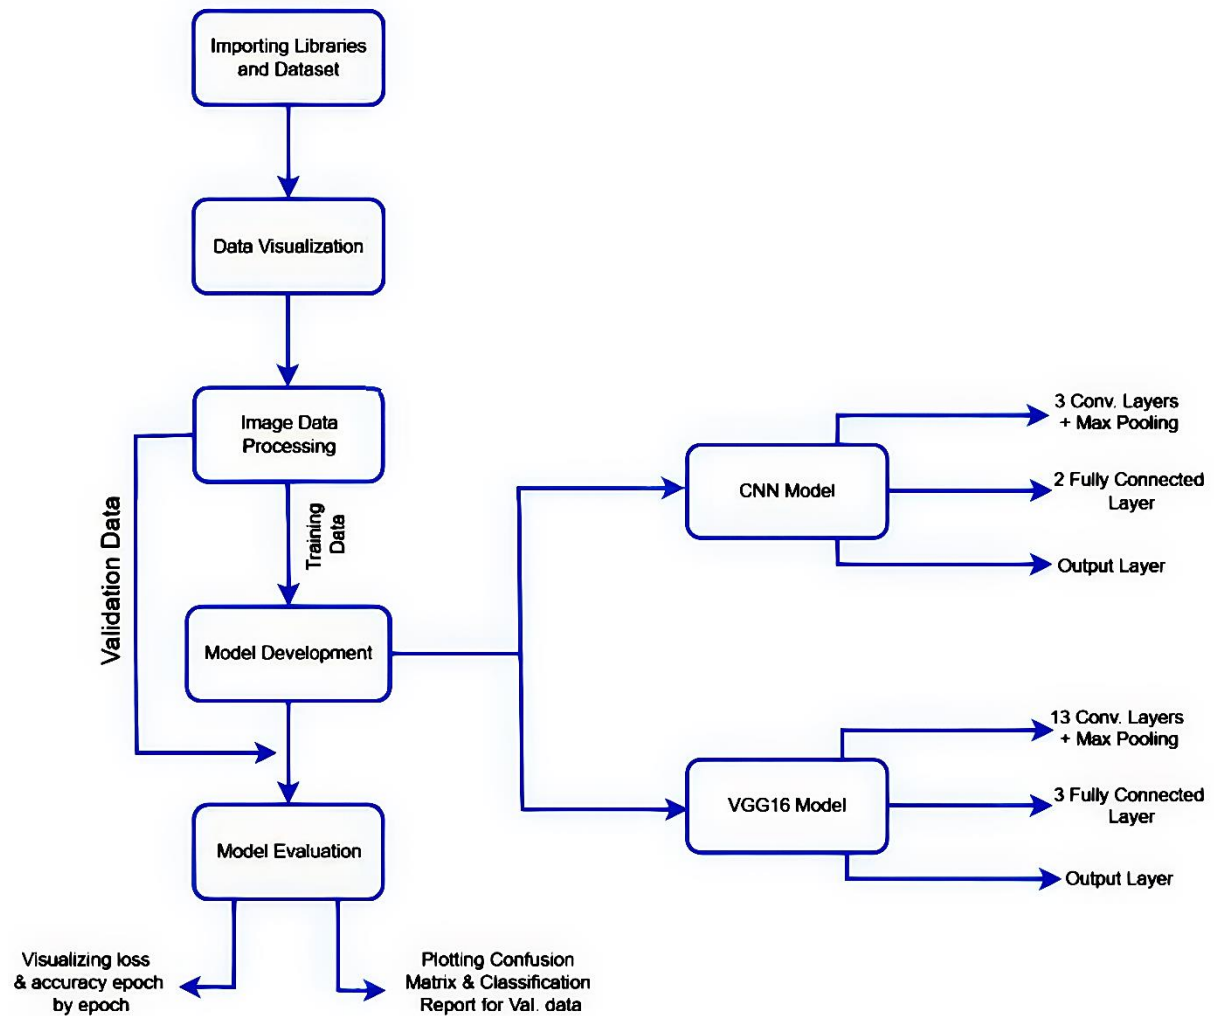 Importing Libraries
and Dataset
Data Visualization
Image Data
Processing
Validation Data
Training
Data
Model Development
Model Evaluation
Visualizing loss
& accuracy epoch
by epoch
Plotting Confusion
Matrix & Classification
Report for Val. data
CNN Model
3 Conv. Layers
+ Max Pooling
2 Fully Connected
Layer
Output Layer
VGG16 Model
13 Conv. Layers
+ Max Pooling
3 Fully Connected
Layer
Output Layer